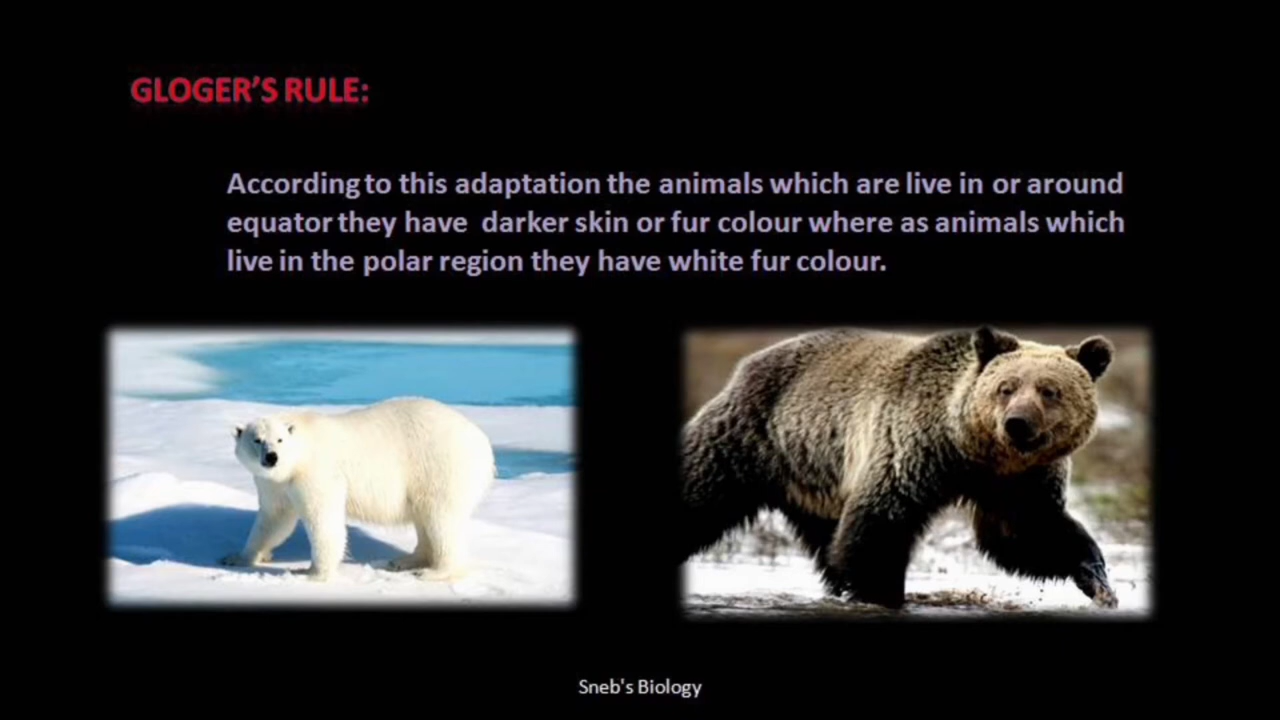 GLOGER'S RULE:
According to this adaptation the animals which are live in or around
equator they have darker skin or fur colour where as animals which
live in the polar region they have white fur colour.
Sneb's Biology